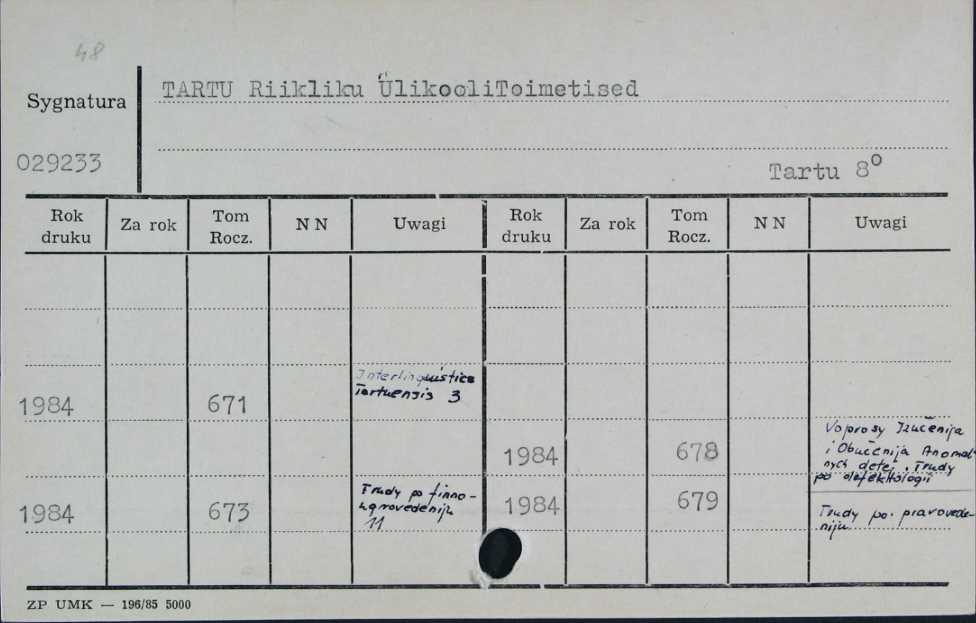 48
Sygnatura
TARTU Riikliku ÜlikooliToimetised
029233
Tartu 8°
Rok druku
Za rok
Tom Rocz.
N N
Uwagi
Rok druku
Za rok
Tom Rocz.
N N
Uwagi
1984
671
Interlinguistica
Tartuensis 3
1984
678
Voprosy Izučenija
i Obučenija Anomal'
nych detej. Trudy
po defektologii
1984
673
Trudy po finno-
ugrovedeniju
11
1984
679
Trudy po. pravovede-
niju
ZP UMK — 196/85 5000